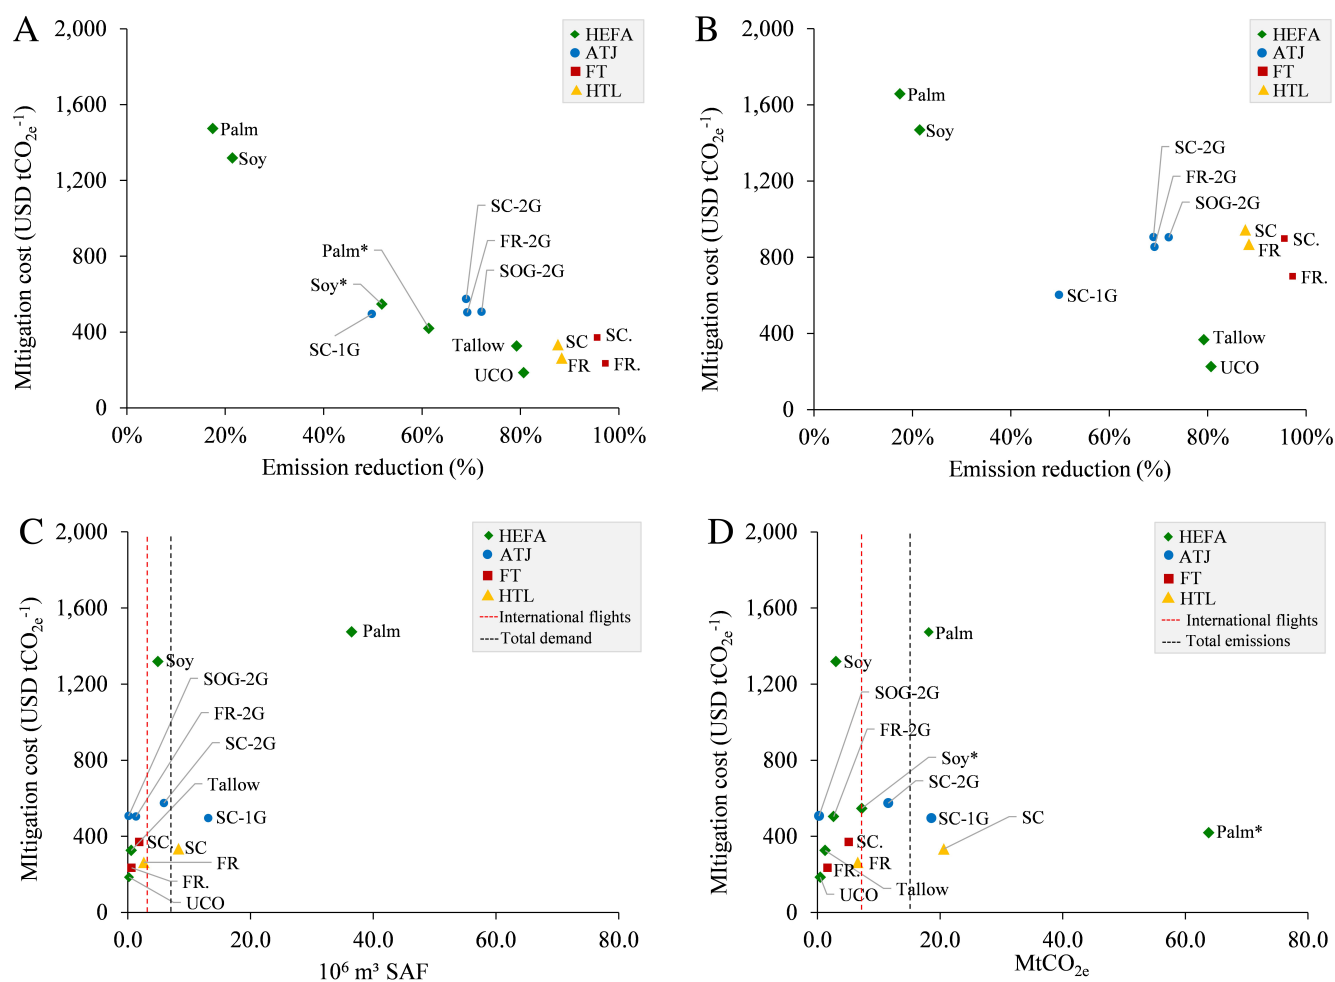 A
2,000
1,600
1,200
800
400
0
MItigation cost (USD tCO2e-1)
HEFA
ATJ
FT
HTL
Palm
Soy
SC-2G
FR-2G
SOG-2G
Palm*
Soy*
SC-1G
Tallow
UCO
SC
SC.
FR
FR.
0% 20% 40% 60% 80% 100%
Emission reduction (%)
B
2,000
1,600
1,200
800
400
0
MItigation cost (USD tCO2e-1)
HEFA
ATJ
FT
HTL
Palm
Soy
SC-2G
FR-2G
SOG-2G
SC
SC.
FR
FR.
SC-1G
Tallow
UCO
0% 20% 40% 60% 80% 100%
Emission reduction (%)
C
2,000
1,600
1,200
800
400
0
MItigation cost (USD tCO2e-1)
HEFA
ATJ
FT
HTL
International flights
Total demand
Palm
Soy
SOG-2G
FR-2G
SC-2G
Tallow
SC-1G
SC.
SC
FR
FR.
UCO
0.0 20.0 40.0 60.0 80.0
10⁶ m³ SAF
D
2,000
1,600
1,200
800
400
0
MItigation cost (USD tCO2e-1)
HEFA
ATJ
FT
HTL
International flights
Total emissions
Palm
Soy
SOG-2G
FR-2G
Soy*
SC-2G
SC-1G
SC
Palm*
SC.
FR
FR.
Tallow
UCO
0.0 20.0 40.0 60.0 80.0
MtCO2e